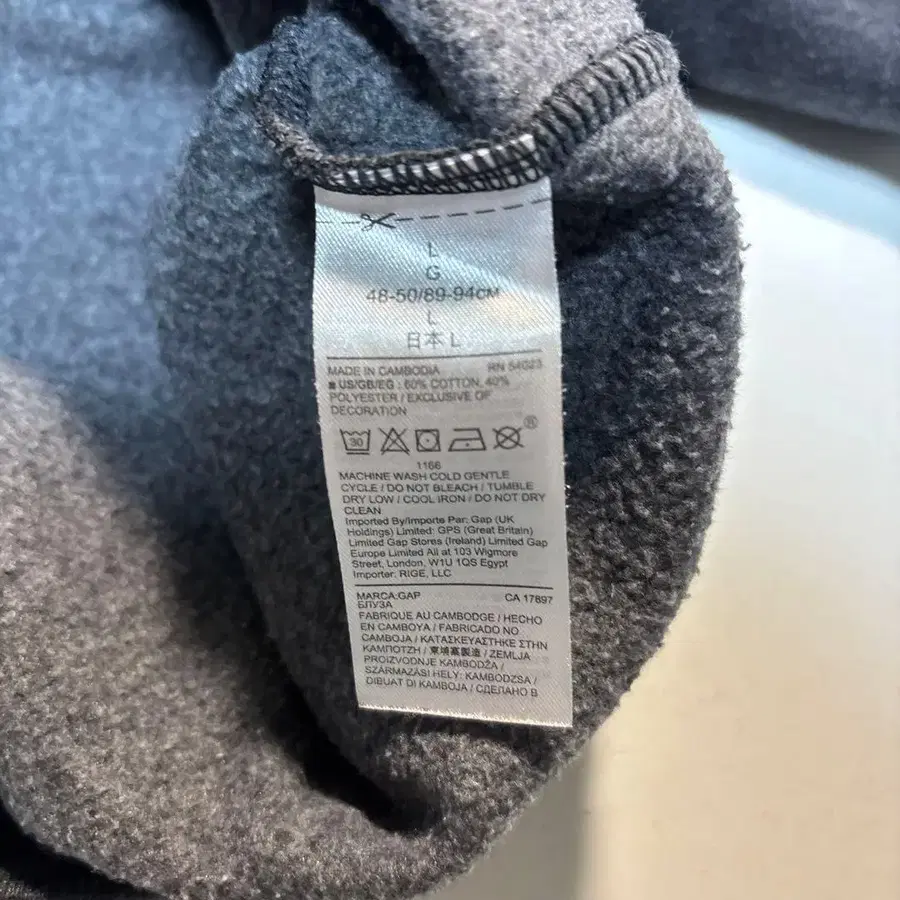 L
G
48-50/89-94CM
L
日本 L
MADE IN CAMBODIA RN 54023
US/GB/EG : 60% COTTON, 40%
POLYESTER / EXCLUSIVE OF
DECORATION
30
®
1166
MACHINE WASH COLD GENTLE
CYCLE / DO NOT BLEACH / TUMBLE
DRY LOW / COOL IRON / DO NOT DRY
CLEAN
Imported By/Importe Par: Gap (UK
Holdings) Limited: GPS (Great Britain)
Limited Gap Stores (Ireland) Limited Gap
Europe Limited All at 103 Wigmore
Street, London, W1U 1QS Egypt
Importer: RIGE, LLC
MARCA:GAP CA 17897
БЛУЗА
FABRIQUE AU CAMBODGE / HECHO
EN CAMBOYA / FABRICADO NO
CAMBOJA / ΚΑΤΑΣΚΕΥΑΣΤΗΚΕ ΣΤΗΝ
ΚΑΜΠΟΤΖΗ / 柬埔寨製造 / ZEMLJA
PROIZVODNJE KAMBODŽA /
SZÁRMAZÁSI HELY: KAMBODZSA /
DIBUAT DI KAMBOJA / СДЕЛАНО В